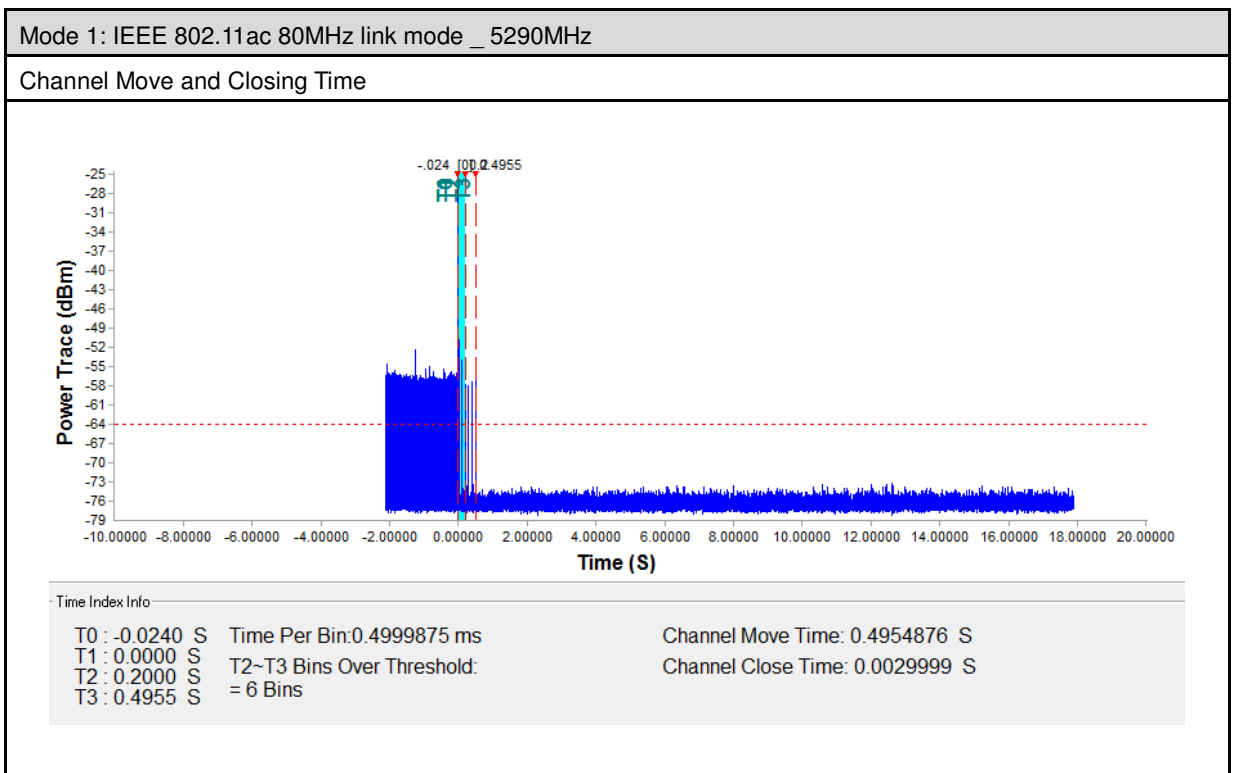 Mode 1: IEEE 802.11ac 80MHz link mode _ 5290MHz
Channel Move and Closing Time
-.024
.4955
-25
-28
-31
-34
-37
-40
-43
-46
-49
-52
-55
-58
-61
-64
-67
-70
-73
-76
-79
Power Trace (dBm)
-10.00000 -8.00000 -6.00000 -4.00000 -2.00000 0.00000 2.00000 4.00000 6.00000 8.00000 10.00000 12.00000 14.00000 16.00000 18.00000 20.00000
Time (S)
Time Index Info
T0 : -0.0240 S
T1 : 0.0000 S
T2 : 0.2000 S
T3 : 0.4955 S
Time Per Bin:0.4999875 ms
T2~T3 Bins Over Threshold:
= 6 Bins
Channel Move Time: 0.4954876 S
Channel Close Time: 0.0029999 S